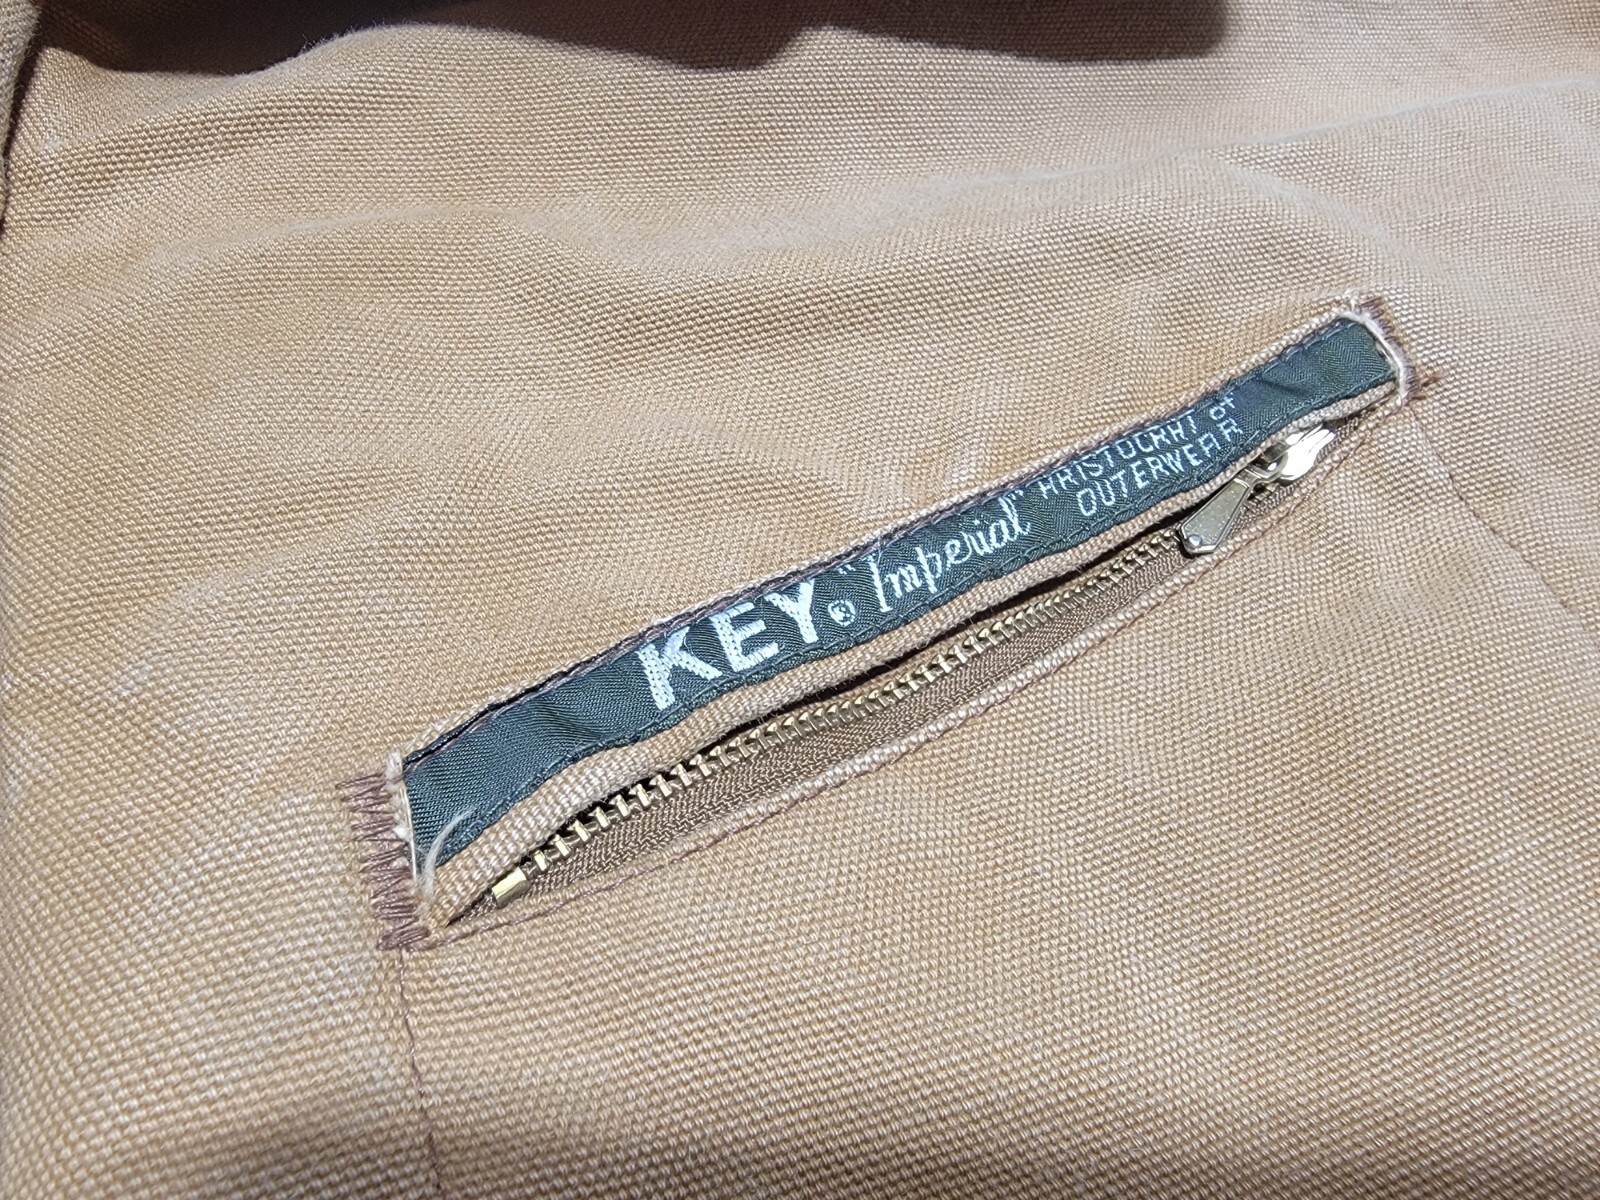 KEY® "Imperial" ARISTOCRAT of
OUTERWEAR